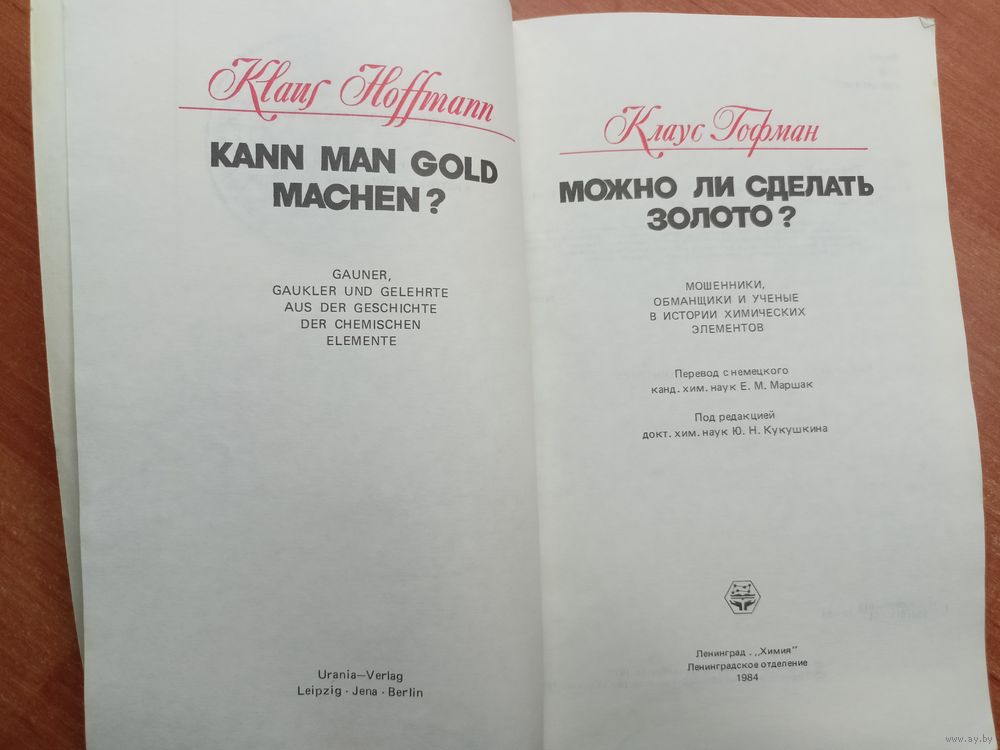 Klaus Hoffmann
KANN MAN GOLD
MACHEN?
GAUNER,
GAUKLER UND GELEHRTE
AUS DER GESCHICHTE
DER CHEMISCHEN
ELEMENTE
Urania—Verlag
Leipzig · Jena · Berlin
Клаус Гофман
МОЖНО ЛИ СДЕЛАТЬ
ЗОЛОТО?
МОШЕННИКИ,
ОБМАНЩИКИ И УЧЕНЫЕ
В ИСТОРИИ ХИМИЧЕСКИХ
ЭЛЕМЕНТОВ
Перевод с немецкого
канд. хим. наук Е. М. Маршак
Под редакцией
докт. хим. наук Ю. Н. Кукушкина
Ленинград. „Химия"
Ленинградское отделение
1984
www.ay.by